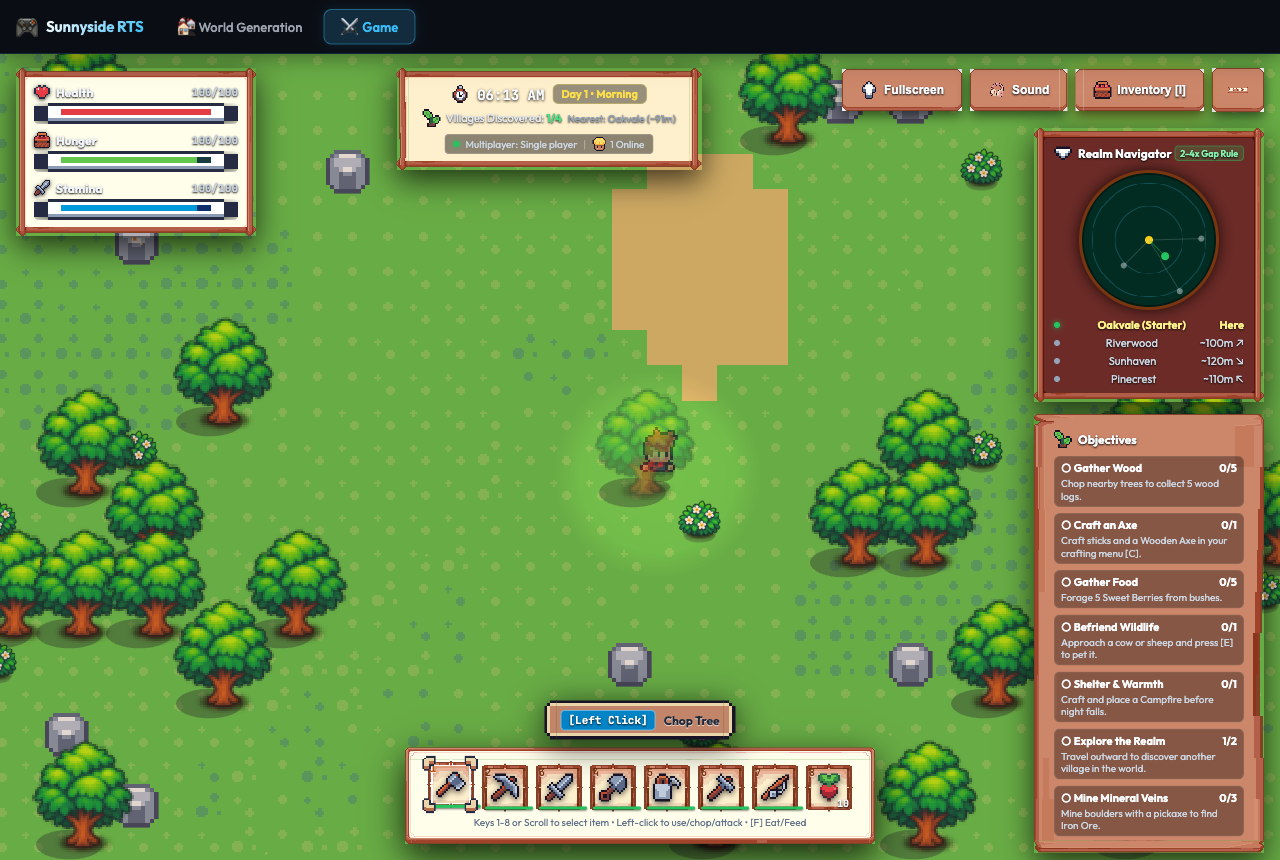 Sunnyside RTS
World Generation
Game
Health 100/100
Hunger 100/100
Stamina 100/100
06:13 AM Day 1 • Morning
Villages Discovered: 1/4 Nearest: Oakvale (~91m)
Multiplayer: Single player | 1 Online
Fullscreen
Sound
Inventory [I]
Realm Navigator 2-4x Gap Rule
Oakvale (Starter) Here
Riverwood ~100m ↗
Sunhaven ~120m ↘
Pinecrest ~110m ↖
Objectives
Gather Wood 0/5
Chop nearby trees to collect 5 wood
logs.
Craft an Axe 0/1
Craft sticks and a Wooden Axe in your
crafting menu [C].
Gather Food 0/5
Forage 5 Sweet Berries from bushes.
Befriend Wildlife 0/1
Approach a cow or sheep and press [E]
to pet it.
Shelter & Warmth 0/1
Craft and place a Campfire before
night falls.
Explore the Realm 1/2
Travel outward to discover another
village in the world.
Mine Mineral Veins 0/3
Mine boulders with a pickaxe to find
Iron Ore.
[Left Click] Chop Tree
10
Keys 1-8 or Scroll to select item • Left-click to use/chop/attack • [F] Eat/Feed